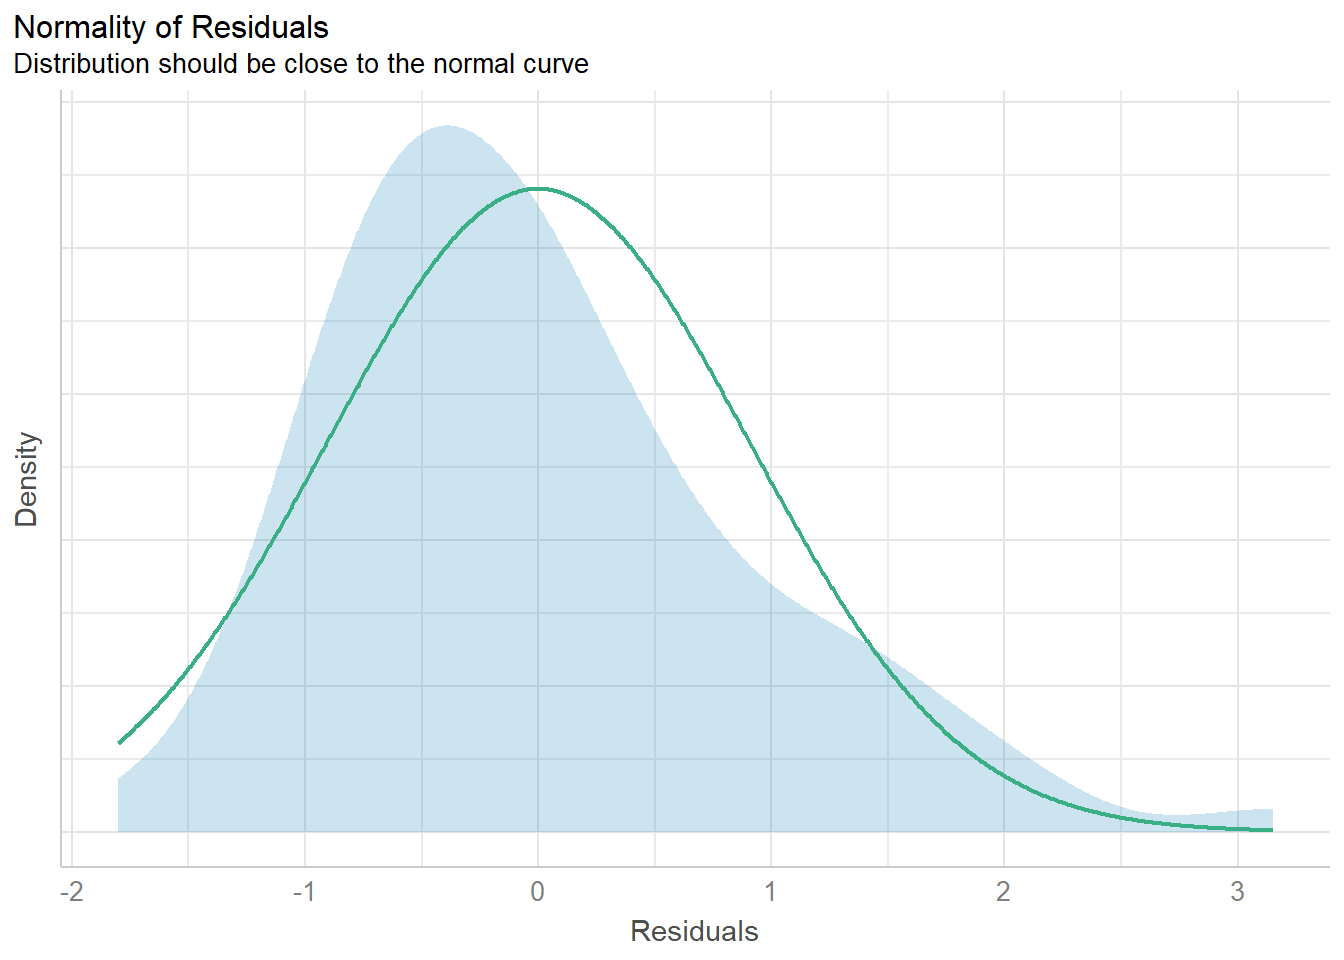 Normality of Residuals
Distribution should be close to the normal curve
Density
-2 -1 0 1 2 3
Residuals